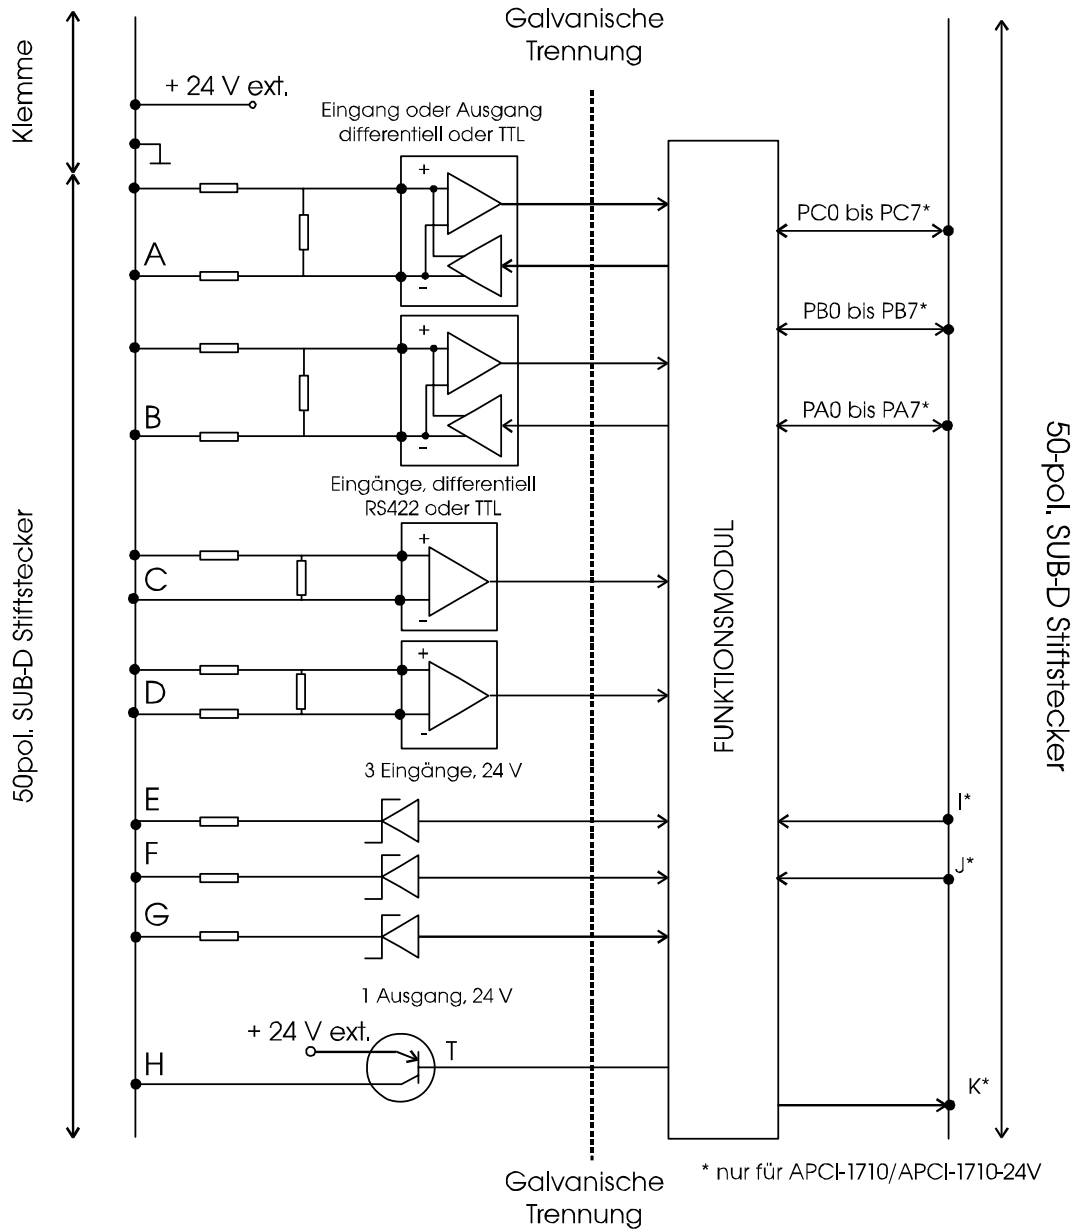 Galvanische
Trennung
Klemme
+ 24 V ext.
Eingang oder Ausgang
differentiell oder TTL
+
PC0 bis PC7*
A
-
+
PB0 bis PB7*
B
PA0 bis PA7*
-
Eingänge, differentiell
RS422 oder TTL
+
C
-
+
D
-
50pol. SUB-D Stiftstecker
FUNKTIONSMODUL
50-pol. SUB-D Stiftstecker
3 Eingänge, 24 V
E
I*
F
J*
G
1 Ausgang, 24 V
+ 24 V ext.
T
H
K*
* nur für APCI-1710/APCI-1710-24V
Galvanische
Trennung